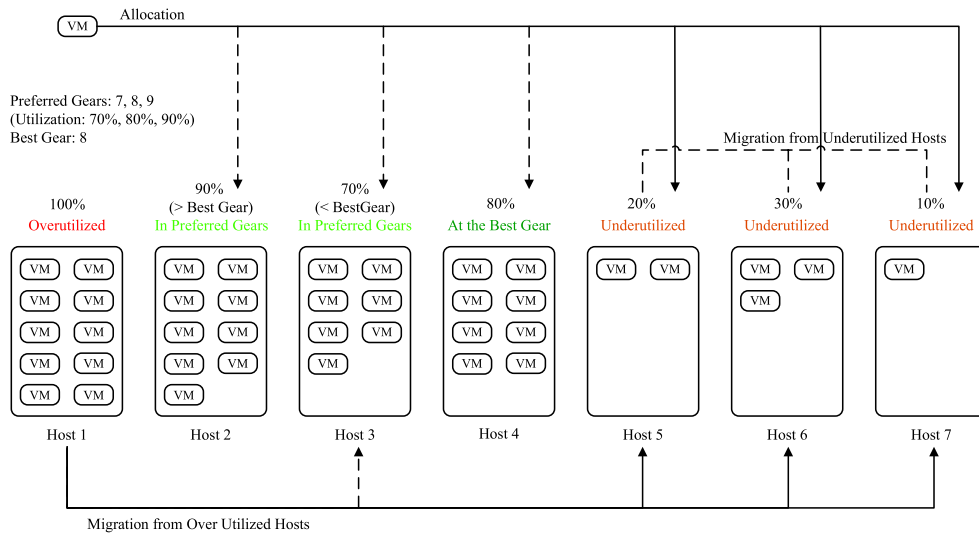 VM Allocation
Preferred Gears: 7, 8, 9
(Utilization: 70%, 80%, 90%)
Best Gear: 8
Migration from Underutilized Hosts
100% 90% 70% 80% 20% 30% 10%
(> Best Gear) (< BestGear)
Overutilized In Preferred Gears In Preferred Gears At the Best Gear Underutilized Underutilized Underutilized
VM VM VM VM VM VM VM VM VM VM VM VM VM
VM VM VM VM VM VM VM VM VM
VM VM VM VM VM VM VM VM
VM VM VM VM VM VM VM
VM VM VM
Host 1 Host 2 Host 3 Host 4 Host 5 Host 6 Host 7
Migration from Over Utilized Hosts